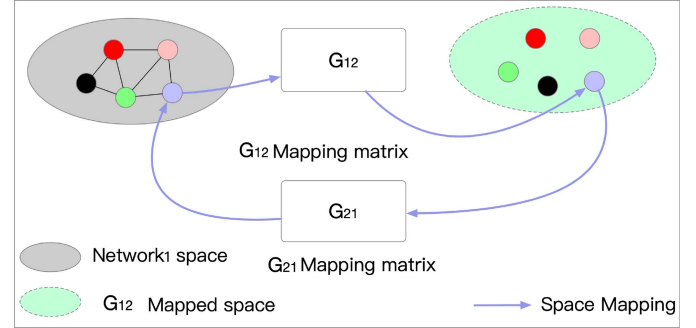 G12
G12 Mapping matrix
G21
G21 Mapping matrix
Network1 space
G12 Mapped space
Space Mapping